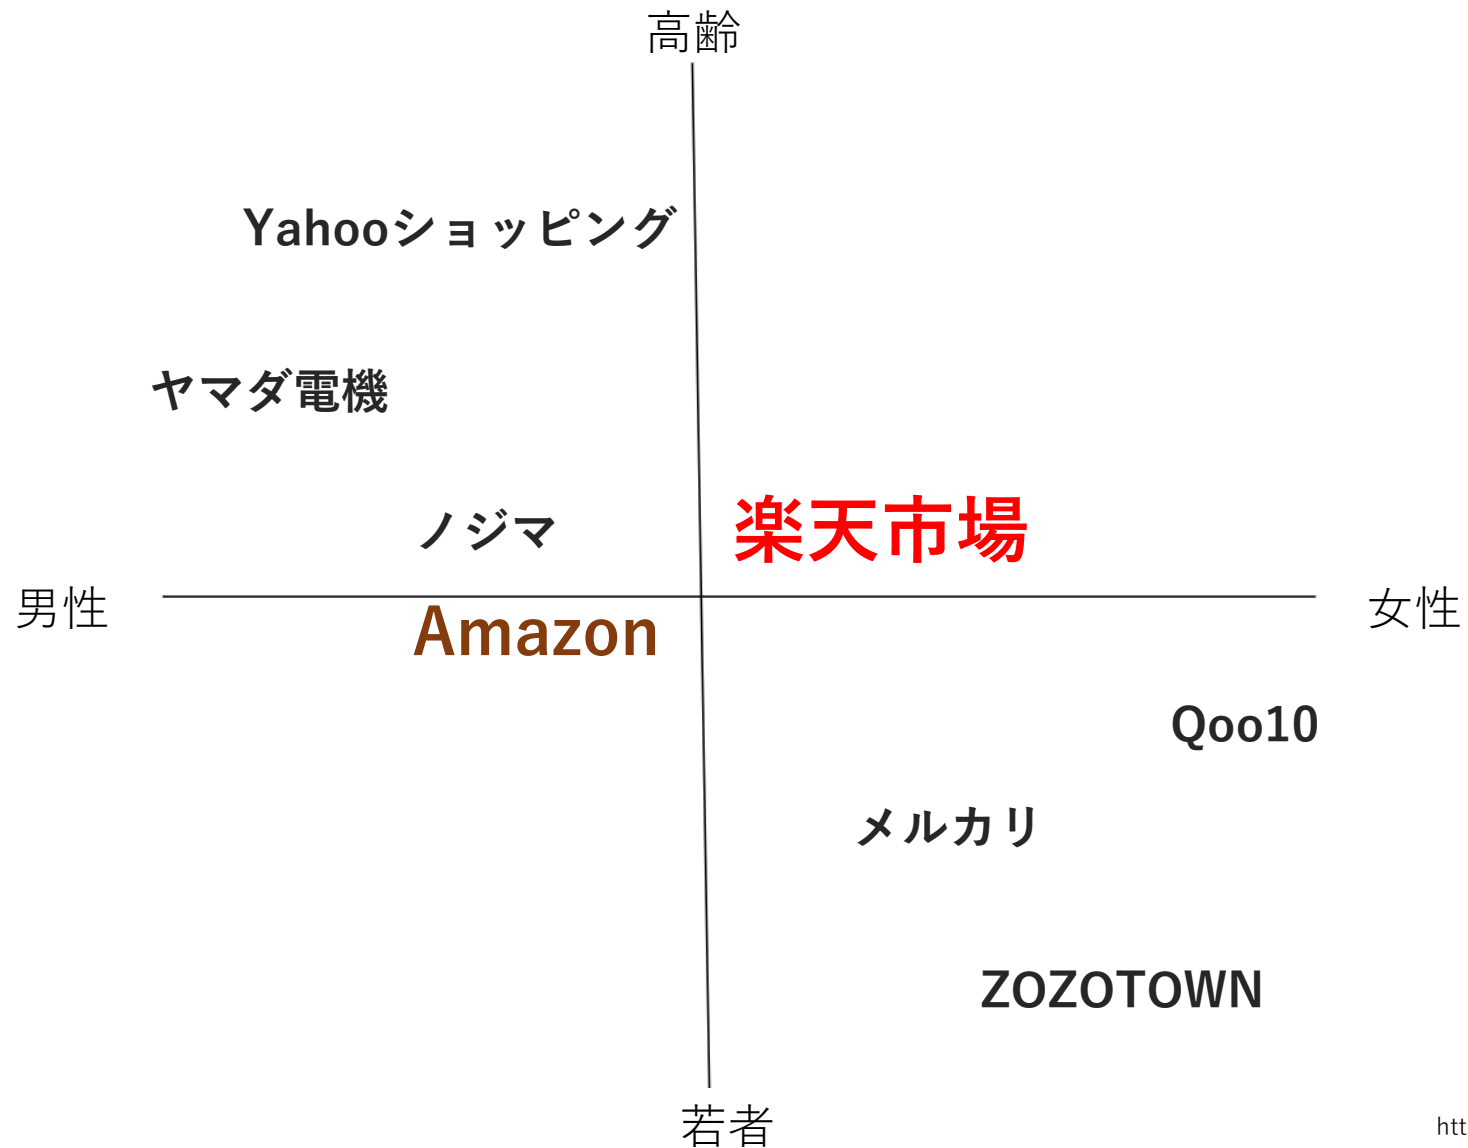 高齢
Yahooショッピング
ヤマダ電機
ノジマ
楽天市場
男性
女性
Amazon
Qoo10
メルカリ
ZOZOTOWN
若者
htt